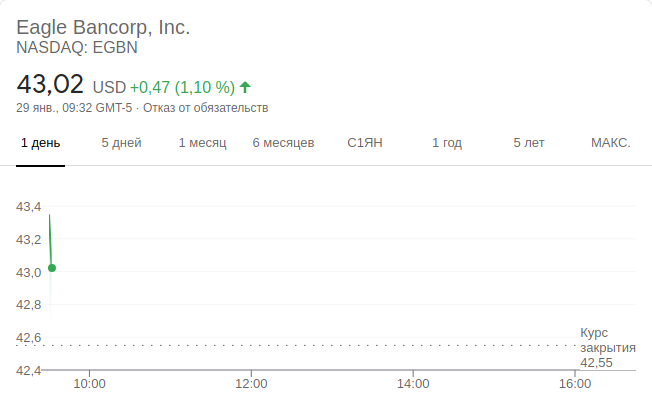 Eagle Bancorp, Inc.
NASDAQ: EGBN
43,02 USD +0,47 (1,10 %)
29 янв., 09:32 GMT-5 · Отказ от обязательств
1 день 5 дней 1 месяц 6 месяцев С1ЯН 1 год 5 лет МАКС.
43,4
43,2
43,0
42,8
42,6
42,4
Курс
закрытия
42,55
10:00 12:00 14:00 16:00